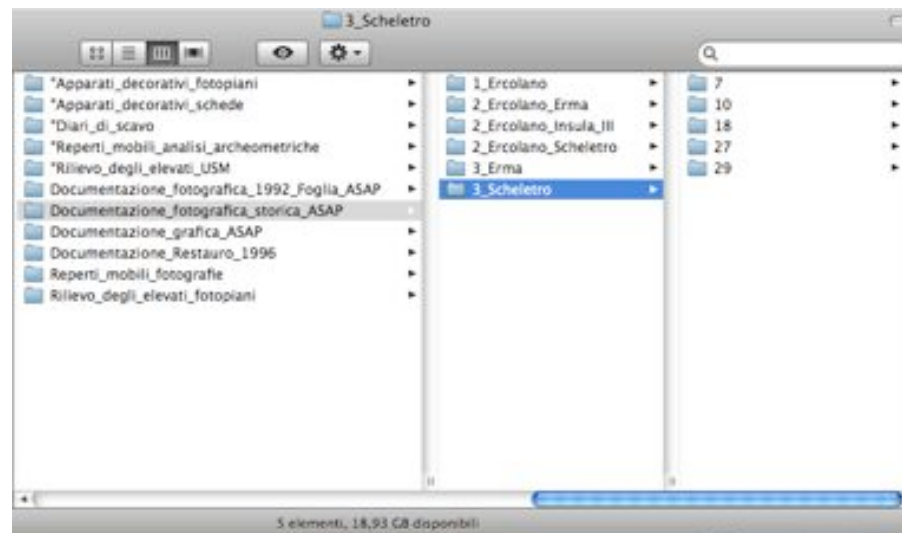 3_Scheletro
"Apparati_decorativi_fotopiani
"Apparati_decorativi_schede
"Diari_di_scavo
"Reperti_mobili_analisi_archeometriche
"Rilievo_degli_elevati_USM
Documentazione_fotografica_1992_Foglia_ASAP
Documentazione_fotografica_storica_ASAP
Documentazione_grafica_ASAP
Documentazione_Restauro_1996
Reperti_mobili_fotografie
Rilievo_degli_elevati_fotopiani
1_Ercolano
2_Ercolano_Erma
2_Ercolano_Insula_III
2_Ercolano_Scheletro
3_Erma
3_Scheletro
7
10
18
27
29
5 elementi, 18,93 GB disponibili